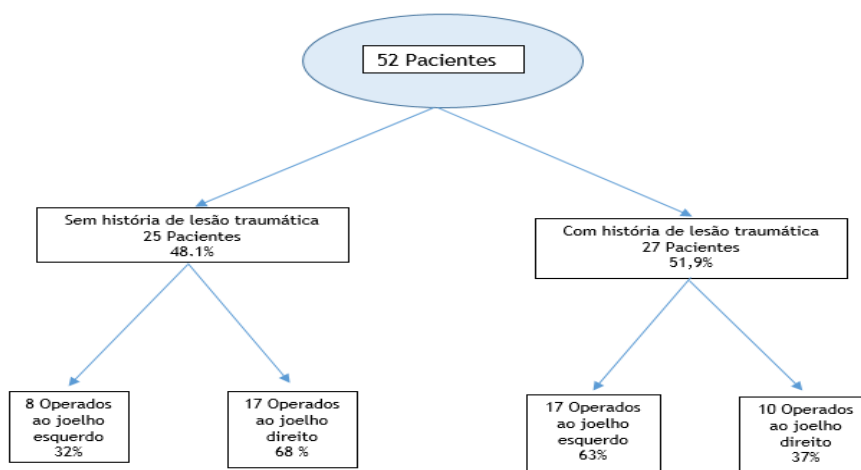 52 Pacientes
Sem história de lesão traumática
25 Pacientes
48.1%
Com história de lesão traumática
27 Pacientes
51,9%
8 Operados
ao joelho
esquerdo
32%
17 Operados
ao joelho
direito
68 %
17 Operados
ao joelho
esquerdo
63%
10 Operados
ao joelho
direito
37%